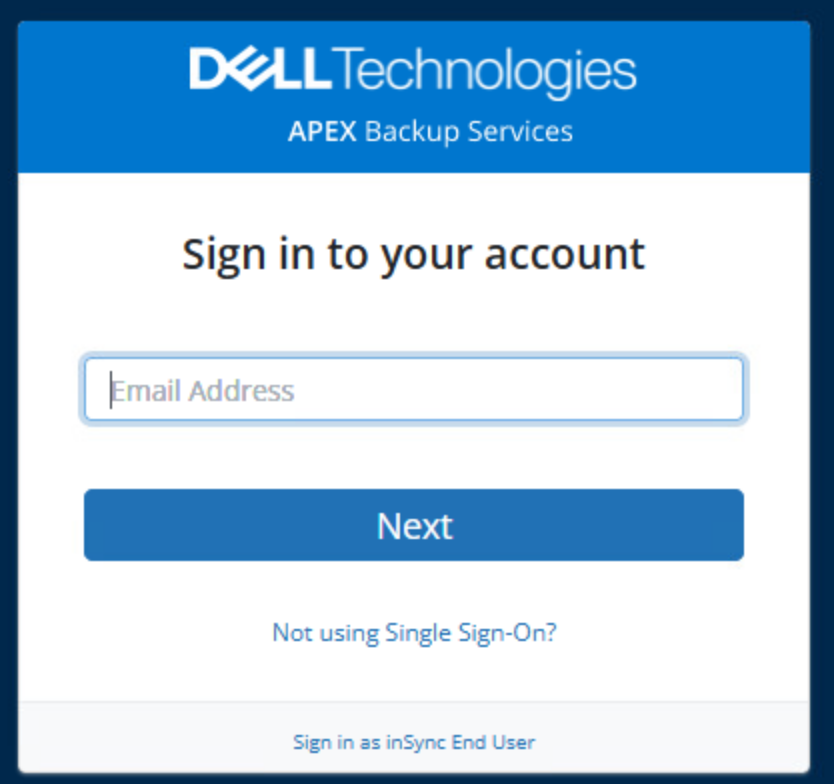 DELLTechnologies
APEX Backup Services
Sign in to your account
Email Address
Next
Not using Single Sign-On?
Sign in as inSync End User